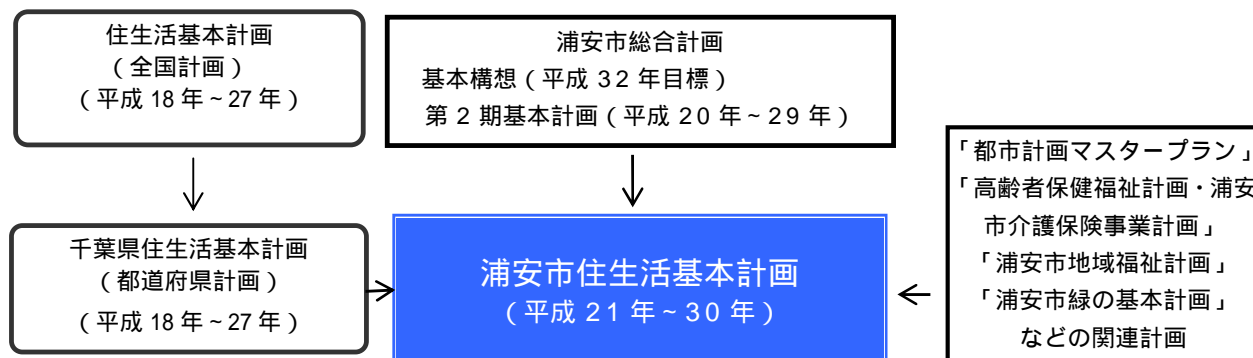 住生活基本計画
（全国計画）
（平成 18 年～27 年）
浦安市総合計画
基本構想（平成 32 年目標）
第 2 期基本計画（平成 20 年～29 年）
千葉県住生活基本計画
（都道府県計画）
（平成 18 年～27 年）
浦安市住生活基本計画
（平成 21 年～30 年）
「都市計画マスタープラン」
「高齢者保健福祉計画・浦安
市介護保険事業計画」
「浦安市地域福祉計画」
「浦安市緑の基本計画」
などの関連計画